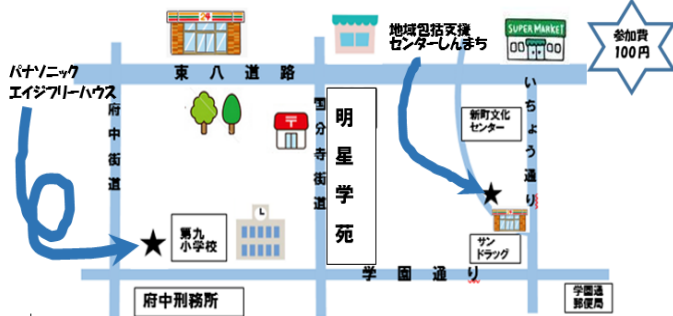 地域包括支援
センターしんまち
SUPER MARKET
参加費
100円
パナソニック
エイジフリーハウス
7
東八道路
府中街道
国分寺街道
明星学苑
新町文化
センター
いちょう通り
第九
小学校
サン
ドラッグ
学園通り
府中刑務所
学園通
郵便局